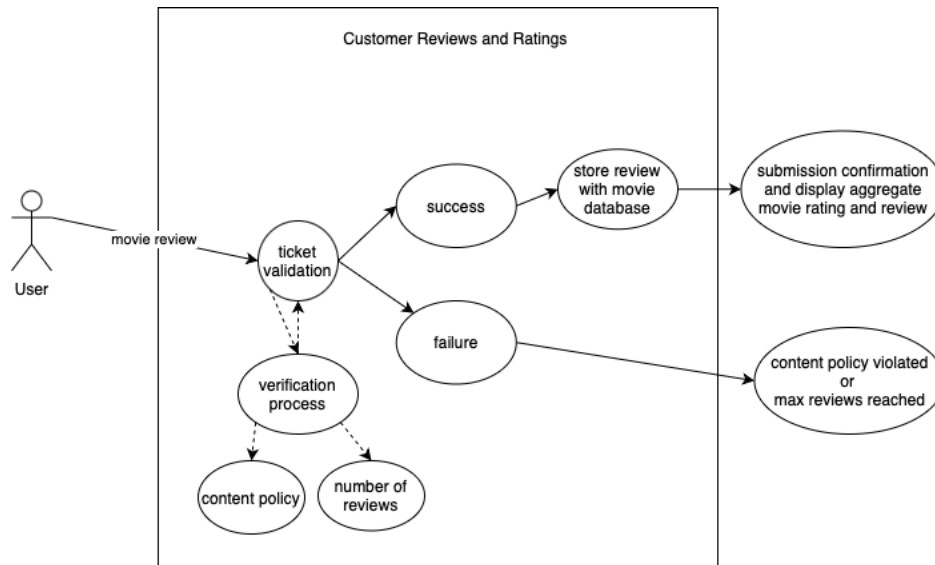 Customer Reviews and Ratings
User
movie review
ticket
validation
success
store review
with movie
database
submission confirmation
and display aggregate
movie rating and review
failure
content policy violated
or
max reviews reached
verification
process
content policy
number of
reviews